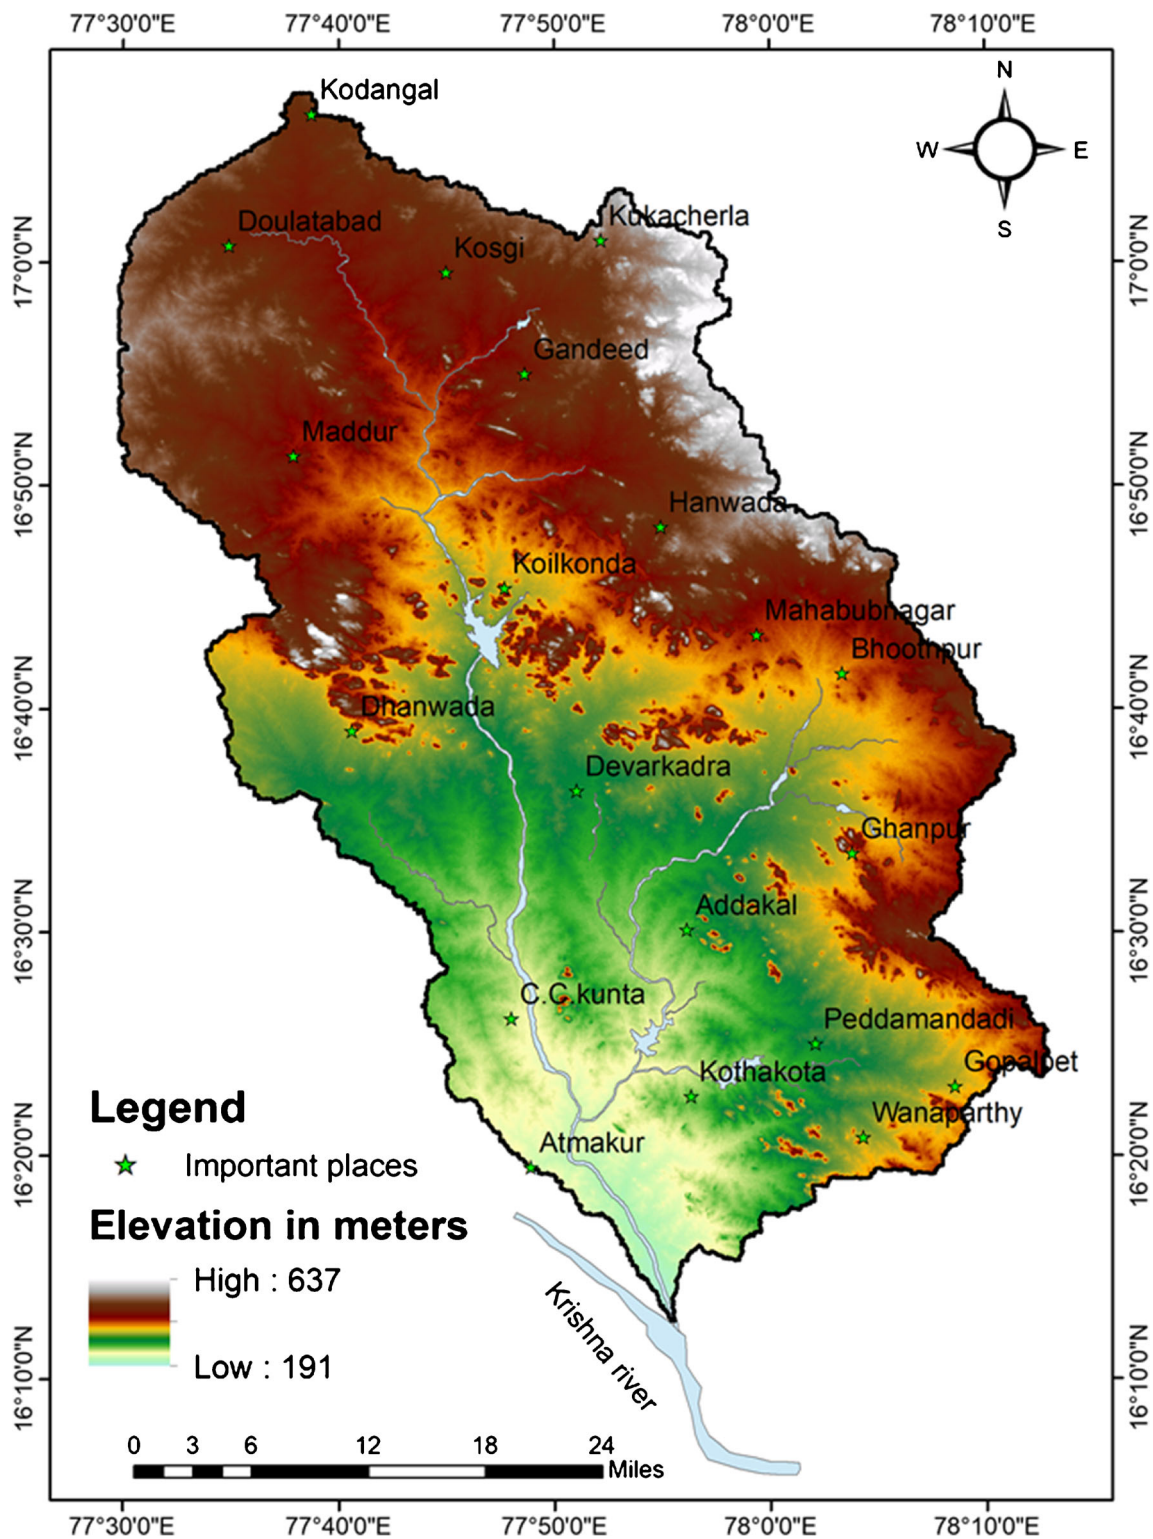 77°30'0"E 77°40'0"E 77°50'0"E 78°0'0"E 78°10'0"E
N
W E
S
Kodangal
Kukacherla
Doulatabad
Kosgi
17°0'0"N 17°0'0"N
Gandeed
Maddur
16°50'0"N 16°50'0"N
Hanwada
Koilkonda
Mahabubnagar
Bhoothpur
16°40'0"N 16°40'0"N
Dhanwada
Devarkadra
Ghanpur
Addakal
16°30'0"N 16°30'0"N
C.C.kunta
Peddamandadi
Gopalpet
Kothakota
Wanaparthy
Atmakur
16°20'0"N 16°20'0"N
Legend
Important places
Elevation in meters
High : 637
Low : 191
Krishna river
16°10'0"N 16°10'0"N
0 3 6 12 18 24
Miles
77°30'0"E 77°40'0"E 77°50'0"E 78°0'0"E 78°10'0"E